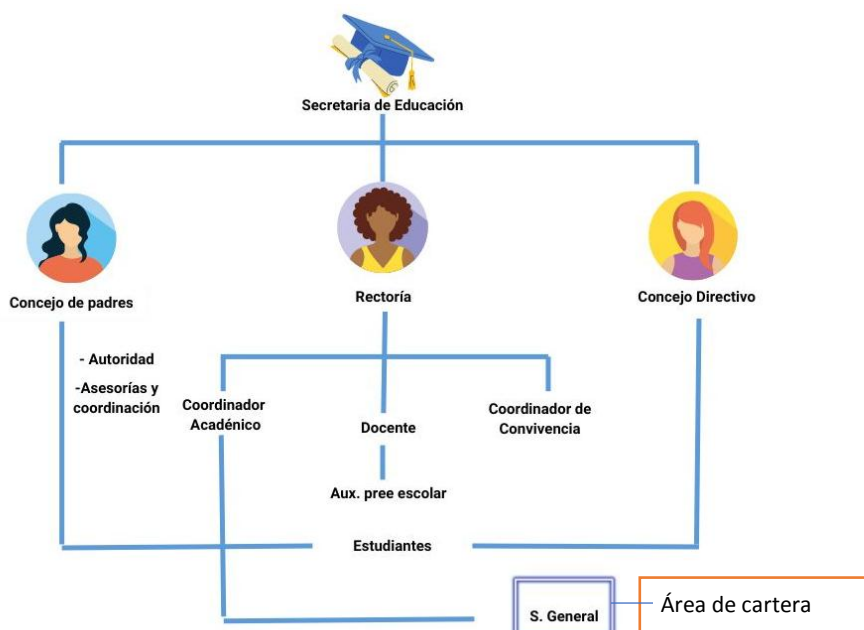 Secretaria de Educación
Concejo de padres
Rectoría
Concejo Directivo
- Autoridad
-Asesorías y
coordinación
Coordinador
Académico
Docente
Coordinador de
Convivencia
Aux. pree escolar
Estudiantes
S. General
Área de cartera